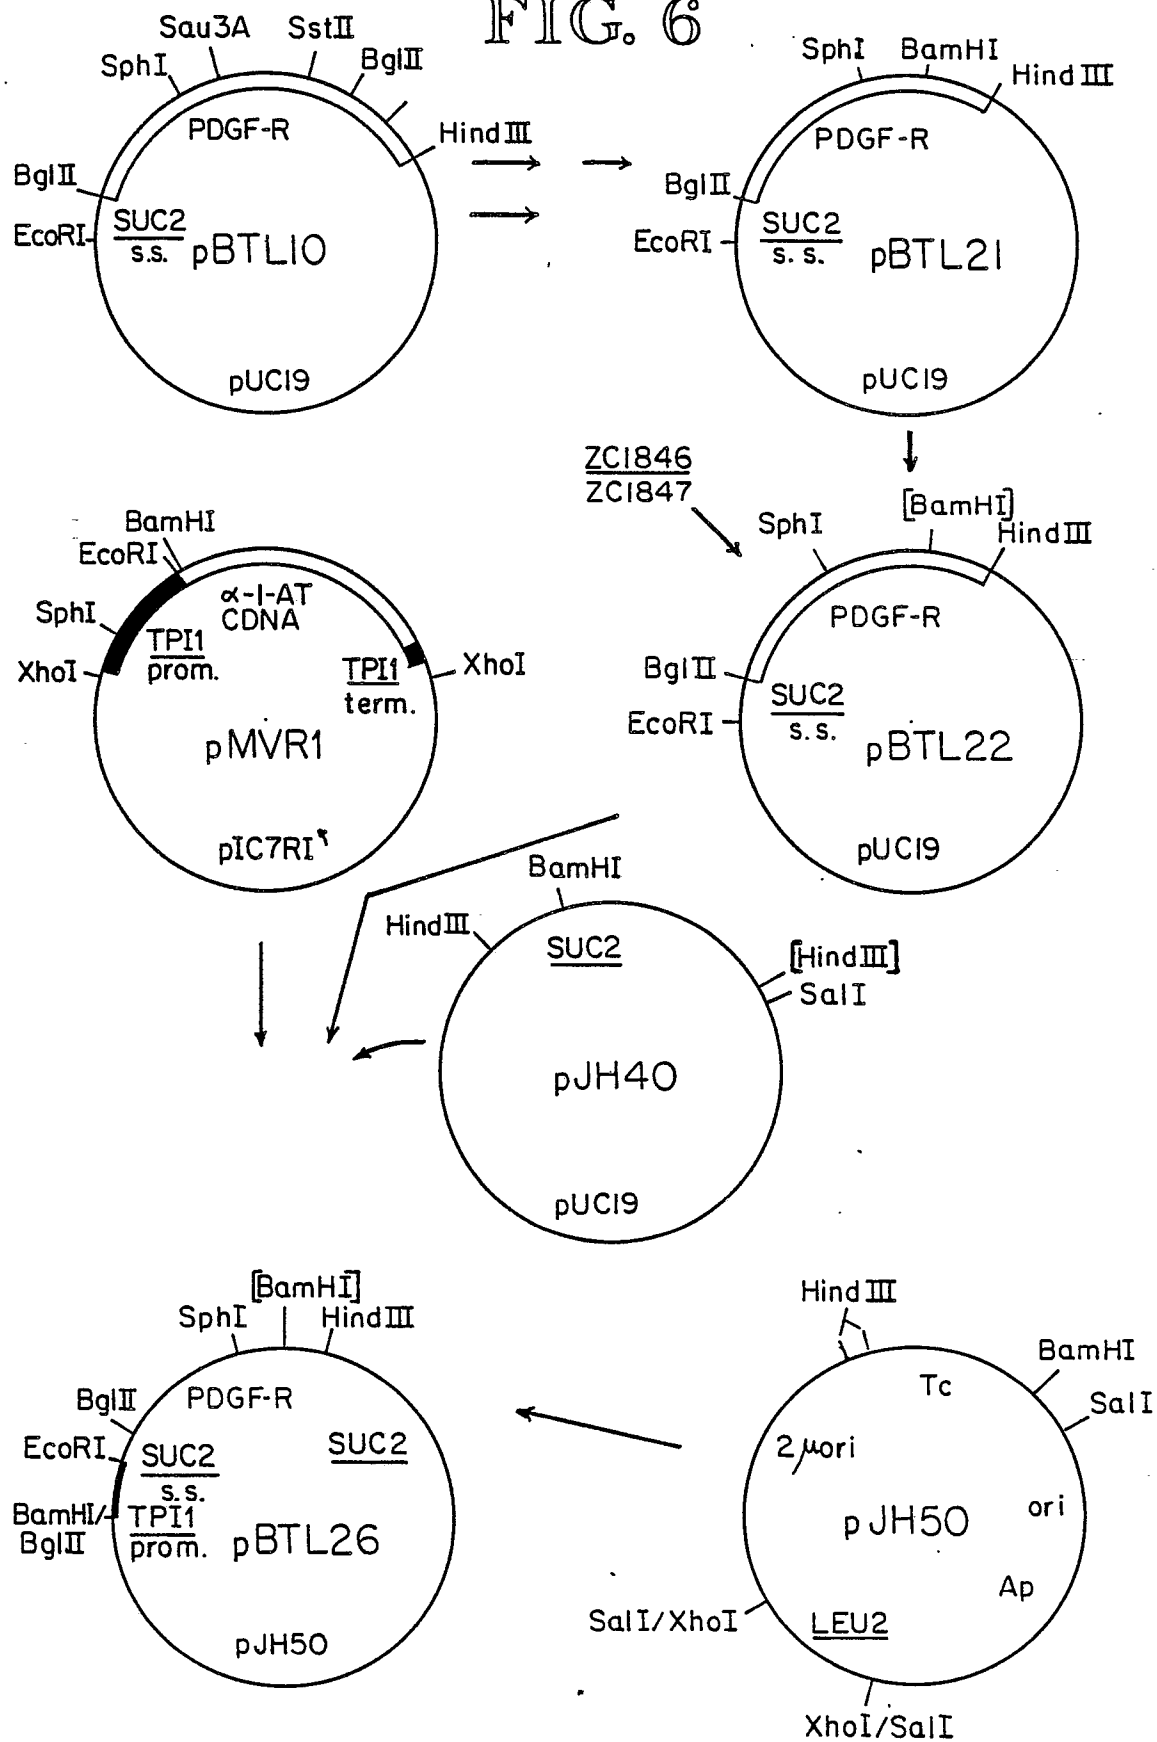 FIG. 6
Sau3A
SstII
SphI
BglII
PDGF-R
HindIII
BglII
EcoRI
SUC2
s.s.
pBTL10
pUC19
SphI
BamHI
HindIII
PDGF-R
BglII
EcoRI
SUC2
s.s.
pBTL21
pUC19
ZC1846
ZC1847
BamHI
EcoRI
SphI
XhoI
α-1-AT
CDNA
TPI1
prom.
TPI1
term.
XhoI
pMVR1
pIC7RI*
SphI
[BamHI]
HindIII
PDGF-R
BglII
EcoRI
SUC2
s.s.
pBTL22
pUC19
BamHI
HindIII
SUC2
[HindIII]
SalI
pJH40
pUC19
[BamHI]
SphI
HindIII
BglII
PDGF-R
EcoRI
SUC2
s.s.
SUC2
BamHI/
BglII
TPI1
prom.
pBTL26
pJH50
HindIII
BamHI
Tc
SalI
2μori
ori
pJH50
Ap
SalI/XhoI
LEU2
XhoI/SalI